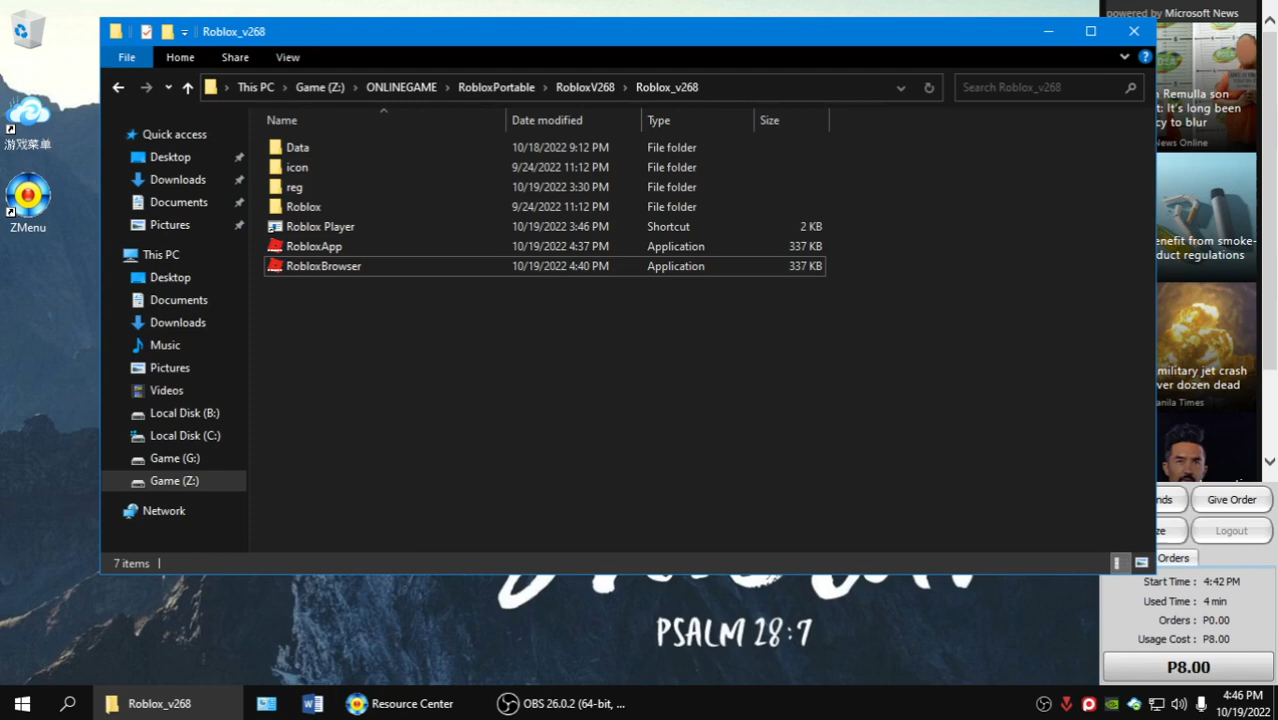 Roblox_v268
powered by Microsoft News
File Home Share View
This PC Game (Z:) ONLINEGAME RobloxPortable RobloxV268 Roblox_v268
Search Roblox_v268
Name Date modified Type Size
Data 10/18/2022 9:12 PM File folder
icon 9/24/2022 11:12 PM File folder
reg 10/19/2022 3:30 PM File folder
Roblox 9/24/2022 11:12 PM File folder
Roblox Player 10/19/2022 3:46 PM Shortcut 2 KB
RobloxApp 10/19/2022 4:37 PM Application 337 KB
RobloxBrowser 10/19/2022 4:40 PM Application 337 KB
Quick access
Desktop
Downloads
Documents
Pictures
This PC
Desktop
Documents
Downloads
Music
Pictures
Videos
Local Disk (B:)
Local Disk (C:)
Game (G:)
Game (Z:)
Network
7 items
游戏菜单
ZMenu
Remulla son
t: It's long been
cy to blur
News Online
enefit from smoke-
duct regulations
military jet crash
ver dozen dead
anila Times
nds Give Order
ze Logout
Orders
Start Time : 4:42 PM
Used Time : 4 min
Orders : P0.00
Usage Cost : P8.00
P8.00
PSALM 28:7
Roblox_v268
Resource Center
OBS 26.0.2 (64-bit, ...
4:46 PM
10/19/2022